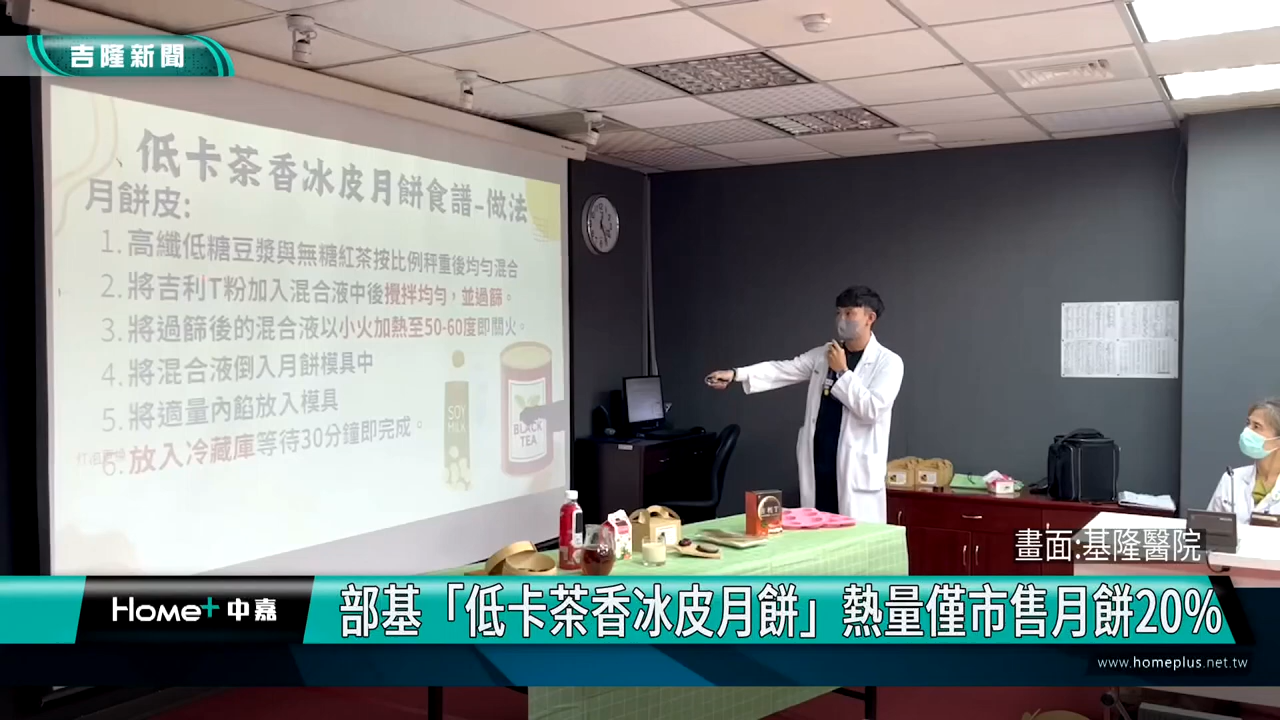 吉隆新聞
低卡茶香冰皮月餅食譜-做法
月餅皮:
1. 高纖低糖豆漿與無糖紅茶按比例秤重後均勻混合
2. 將吉利T粉加入混合液中後攪拌均勻，並過篩。
3. 將過篩後的混合液以小火加熱至50-60度即關火。
4. 將混合液倒入月餅模具中
5. 將適量內餡放入模具
6. 放入冷藏庫等待30分鐘即完成。
SOY
MILK
BLACK
TEA
畫面:基隆醫院
Home+中嘉
部基「低卡茶香冰皮月餅」熱量僅市售月餅20%
www.homeplus.net.tw